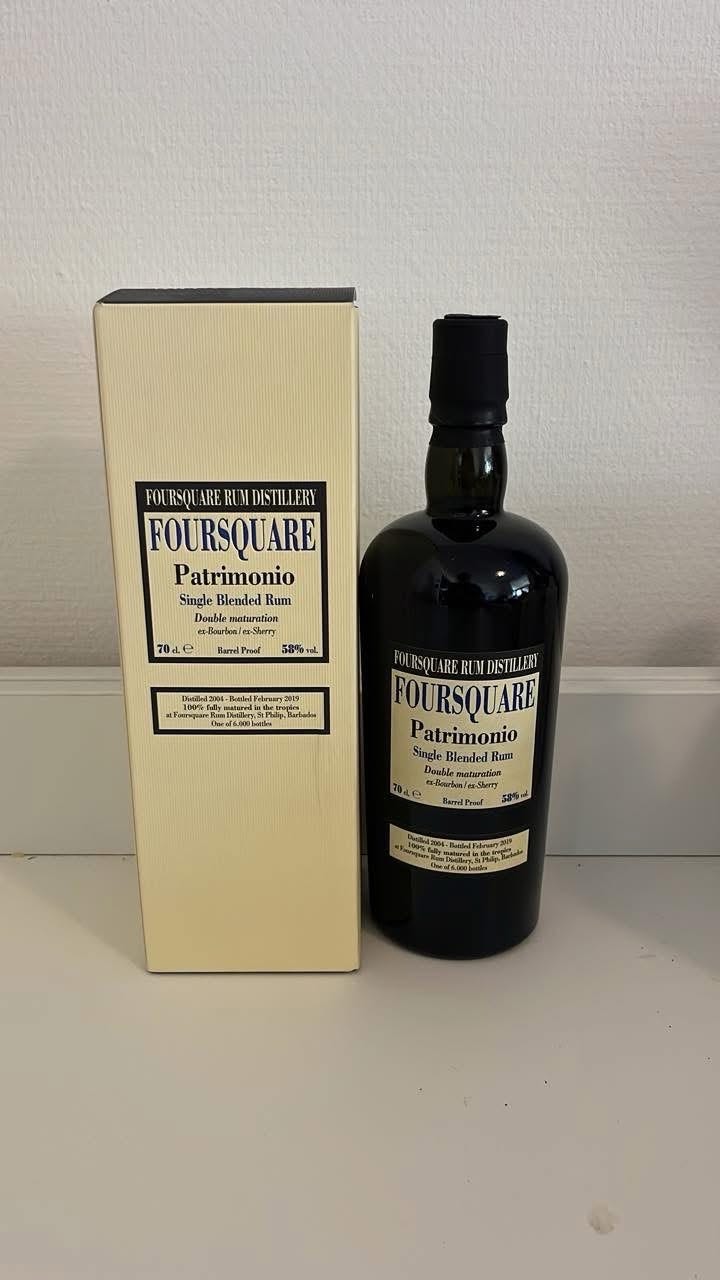 FOURSQUARE RUM DISTILLERY
FOURSQUARE
Patrimonio
Single Blended Rum
Double maturation
ex-Bourbon / ex-Sherry
70 cl. ℮ Barrel Proof 58% vol.
Distilled 2004 - Bottled February 2019
100% fully matured in the tropics
at Foursquare Rum Distillery, St Philip, Barbados
One of 6.000 bottles
FOURSQUARE RUM DISTILLERY
FOURSQUARE
Patrimonio
Single Blended Rum
Double maturation
ex-Bourbon / ex-Sherry
70 cl. ℮ Barrel Proof 58% vol.
Distilled 2004 - Bottled February 2019
100% fully matured in the tropics
at Foursquare Rum Distillery, St Philip, Barbados
One of 6.000 bottles